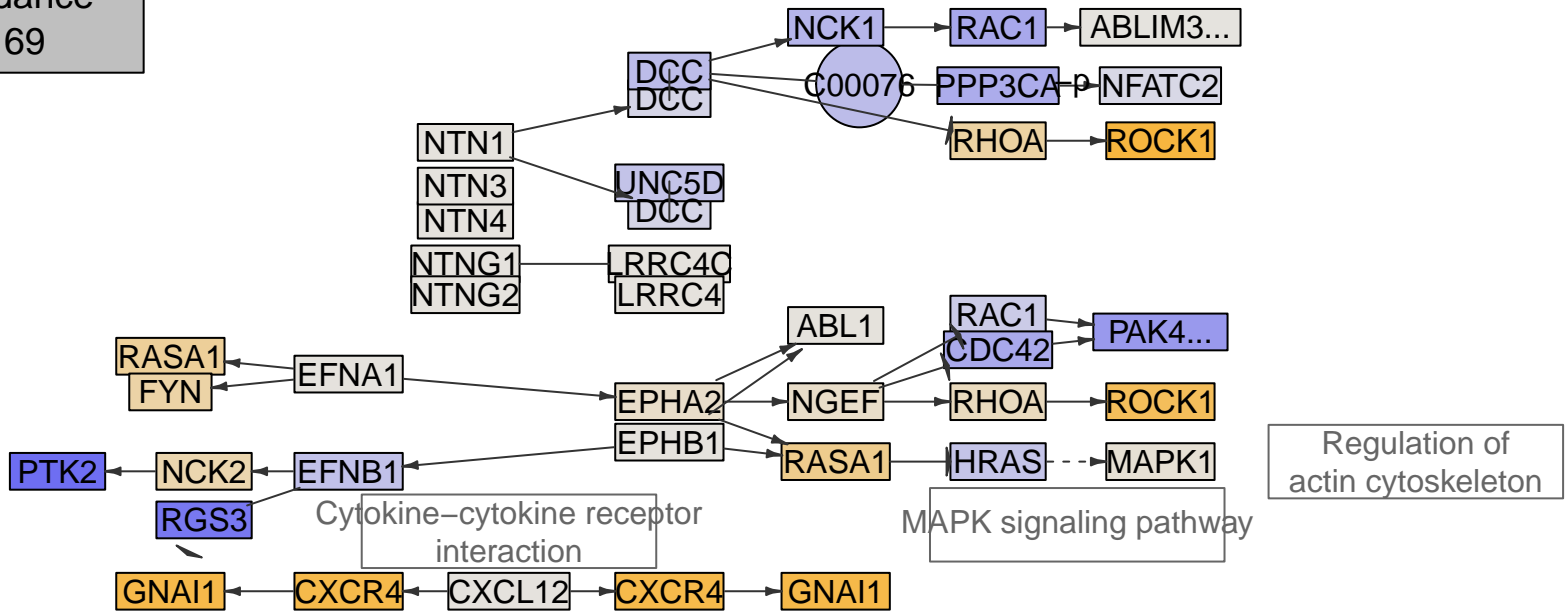 69
NCK1
RAC1
ABLIM3...
DCC
C00076
PPP3CA
-p
NFATC2
DCC
NTN1
RHOA
ROCK1
NTN3
UNC5D
NTN4
DCC
NTNG1
LRRC4C
NTNG2
LRRC4
RAC1
ABL1
PAK4...
CDC42
RASA1
EFNA1
FYN
EPHA2
NGEF
RHOA
ROCK1
EPHB1
RASA1
HRAS
MAPK1
Regulation of
actin cytoskeleton
PTK2
NCK2
EFNB1
RGS3
Cytokine–cytokine receptor
interaction
MAPK signaling pathway
GNAI1
CXCR4
CXCL12
CXCR4
GNAI1